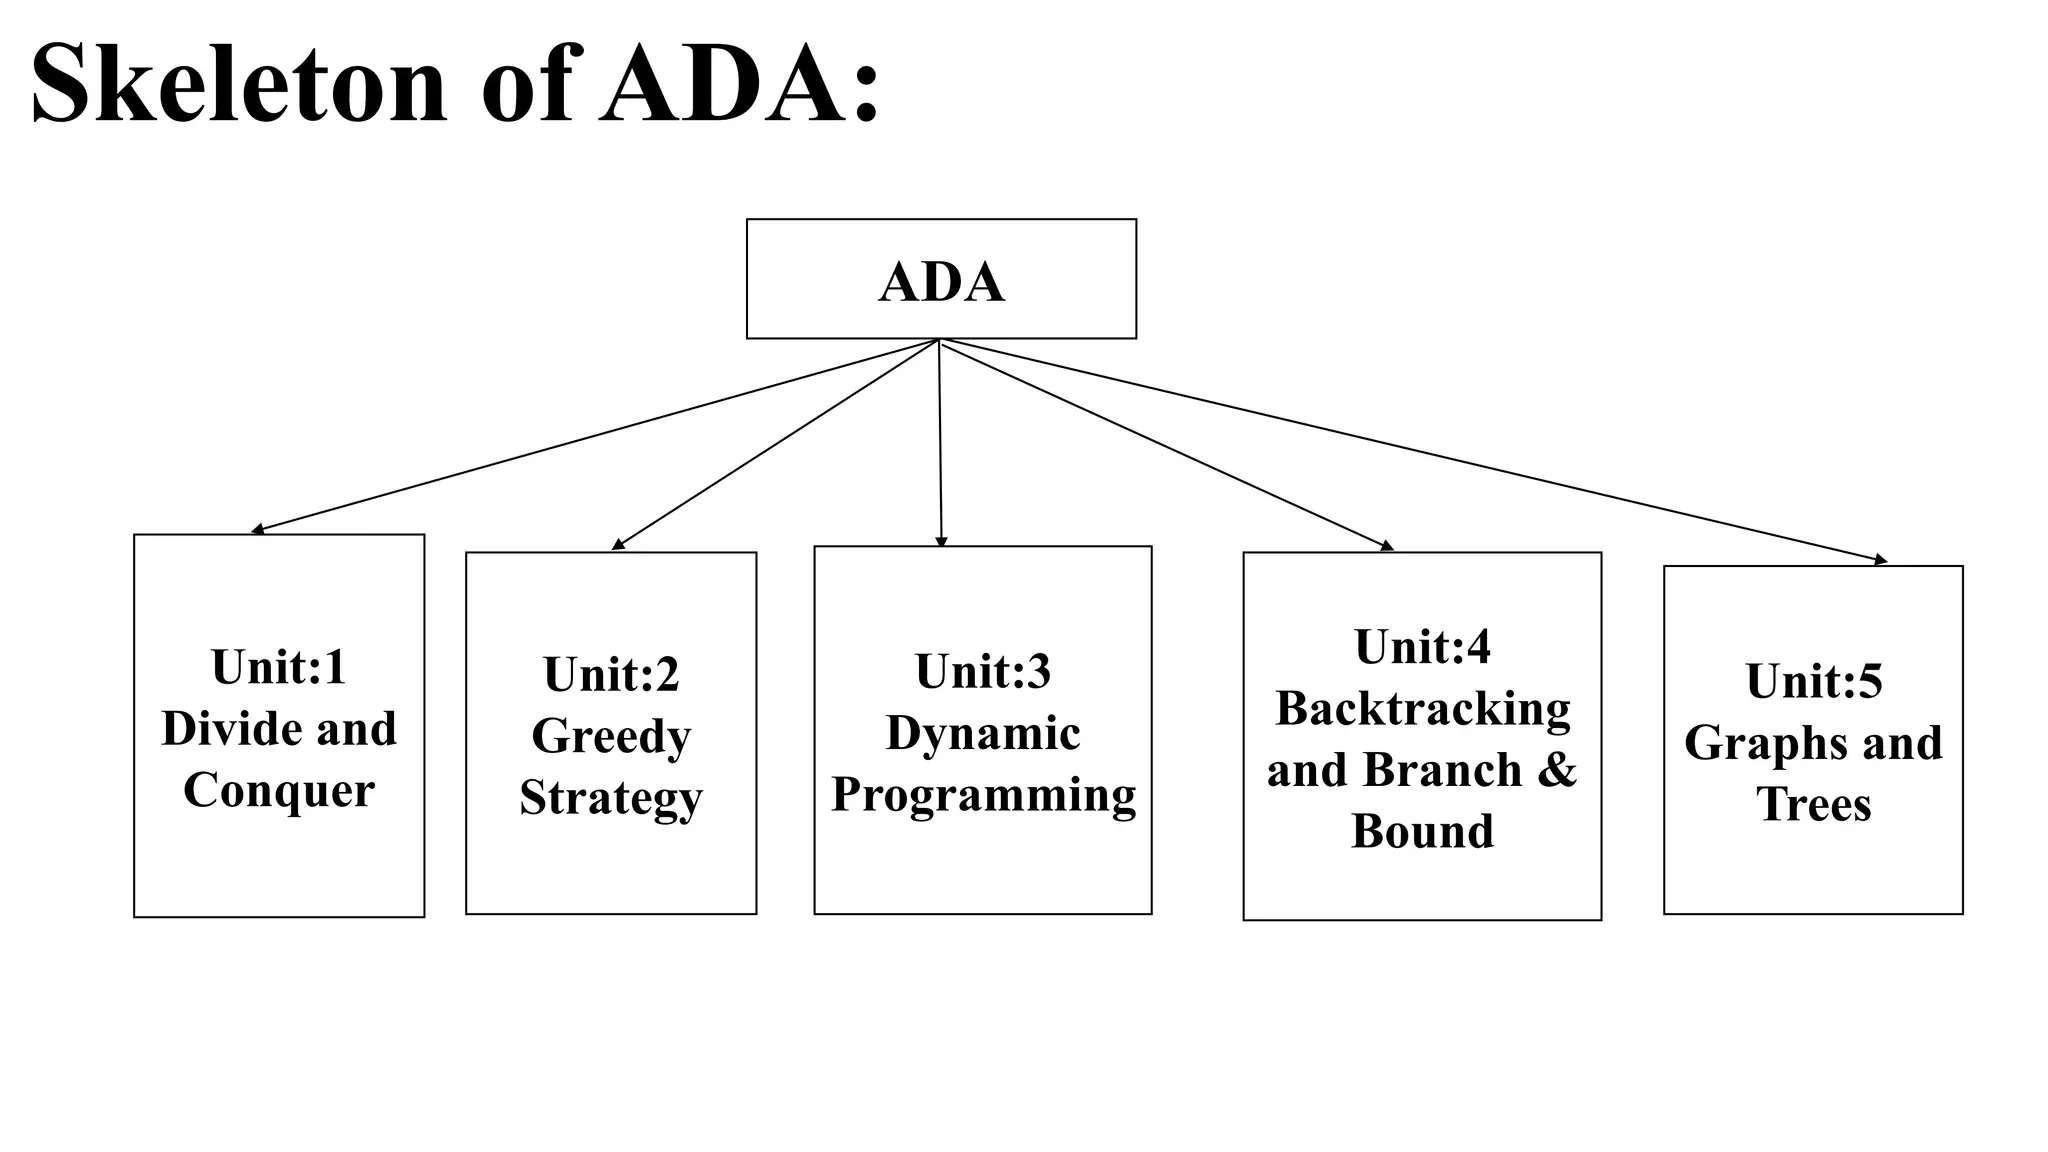 Skeleton of ADA:
ADA
Unit:1
Divide and
Conquer
Unit:2
Greedy
Strategy
Unit:3
Dynamic
Programming
Unit:4
Backtracking
and Branch &
Bound
Unit:5
Graphs and
Trees